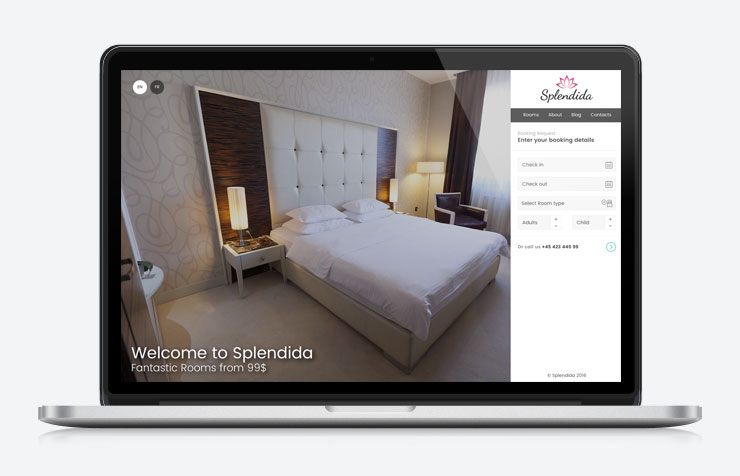 EN FR
Splendida
Rooms About Blog Contacts
Booking Request
Enter your booking details
Check in
Check out
Select Room type
Adults + -
Child + -
Or call us +45 423 445 99
Welcome to Splendida
Fantastic Rooms from 99$
© Splendida 2016